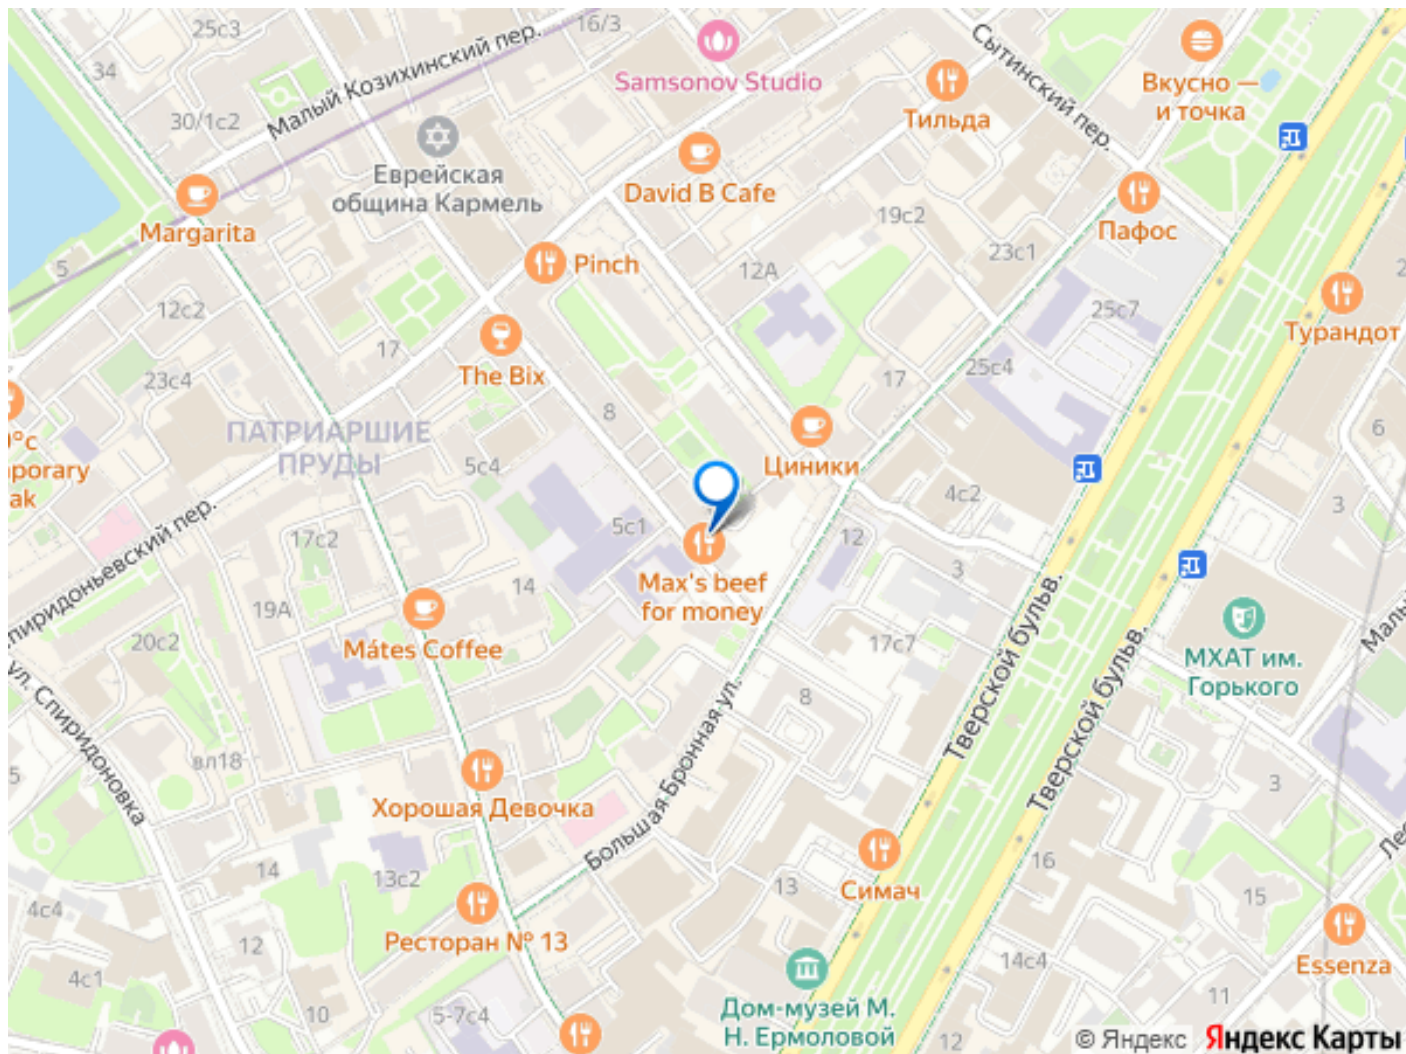 25с3
Малый Козихинский пер.
16/3
34
30/1с2
Samsonov Studio
Тильда
Сытинский пер.
Вкусно —
и точка
Еврейская
община Кармель
David B Cafe
Margarita
5
Pinch
12А
19с2
23с1
Пафос
25с7
Турандот
12с2
17
The Bix
23с4
8
17
25с4
ПАТРИАРШИЕ
ПРУДЫ
5с4
Циники
6
4с2
3
5с1
12
3
17с2
14
Max's beef
for money
19А
20с2
Mátes Coffee
17с7
МХАТ им.
Горького
ул. Спиридоновка
8
Тверской бульв.
Тверской бульв.
вл18
Большая Бронная ул.
3
5
Хорошая Девочка
14
13с2
16
13
Симач
15
4с4
12
Ресторан № 13
4с1
10
5-7с4
Дом-музей М.
Н. Ермоловой
14с4
11
12
Essenza
© Яндекс Яндекс Карты